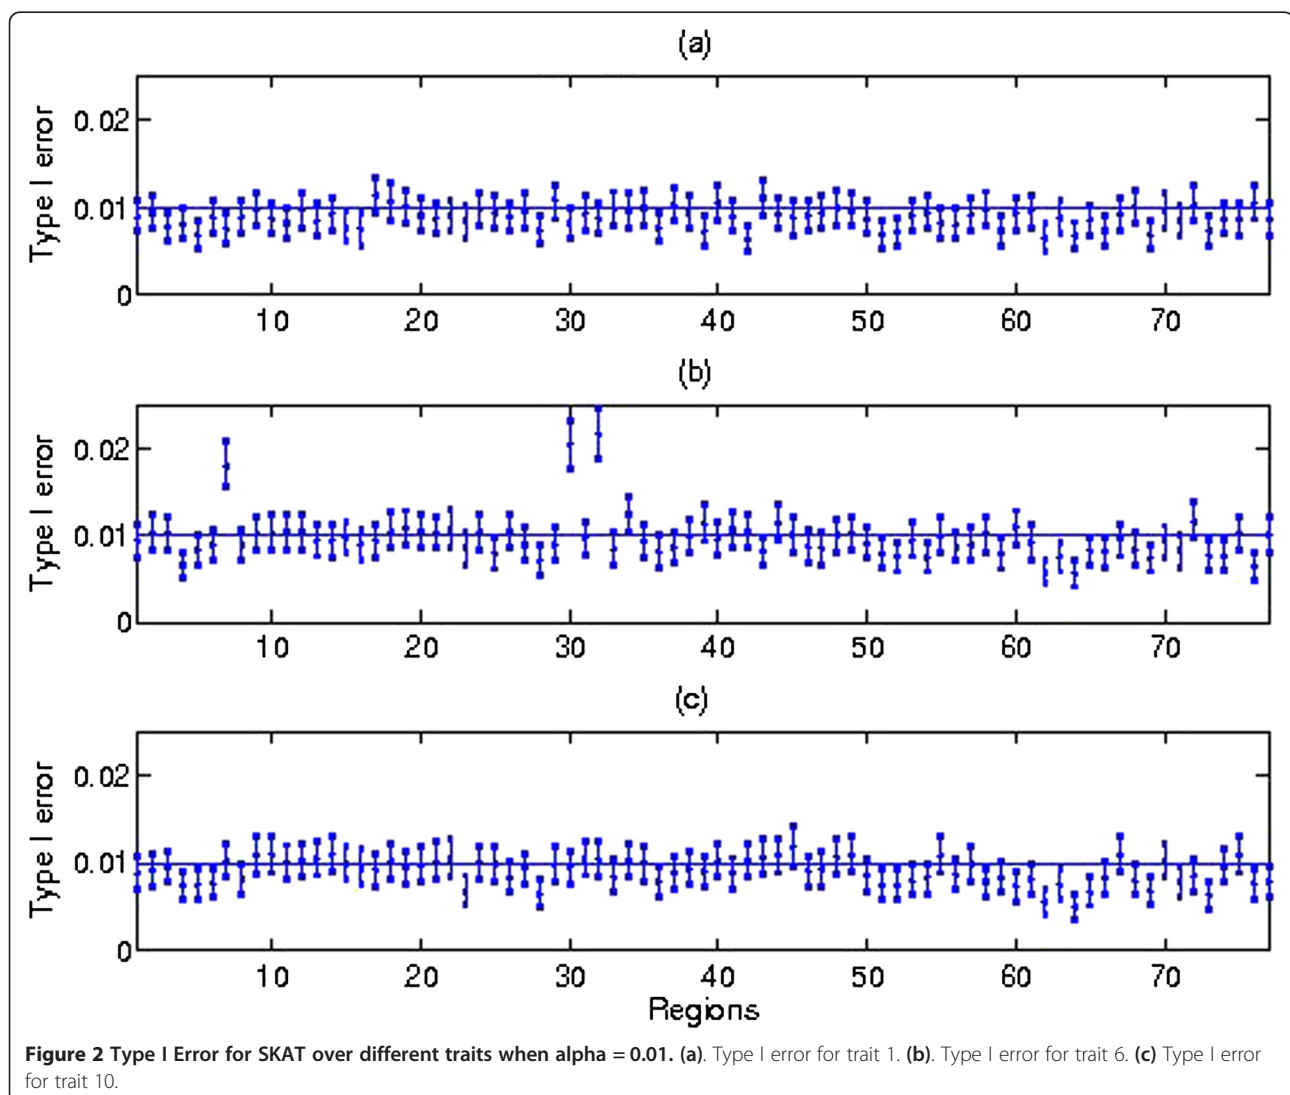 (a)
Type I error
0.02
0.01
0
10 20 30 40 50 60 70
(b)
Type I error
0.02
0.01
0
10 20 30 40 50 60 70
(c)
Type I error
0.02
0.01
0
10 20 30 40 50 60 70
Regions
Figure 2 Type I Error for SKAT over different traits when alpha = 0.01. (a). Type I error for trait 1. (b). Type I error for trait 6. (c) Type I error
for trait 10.